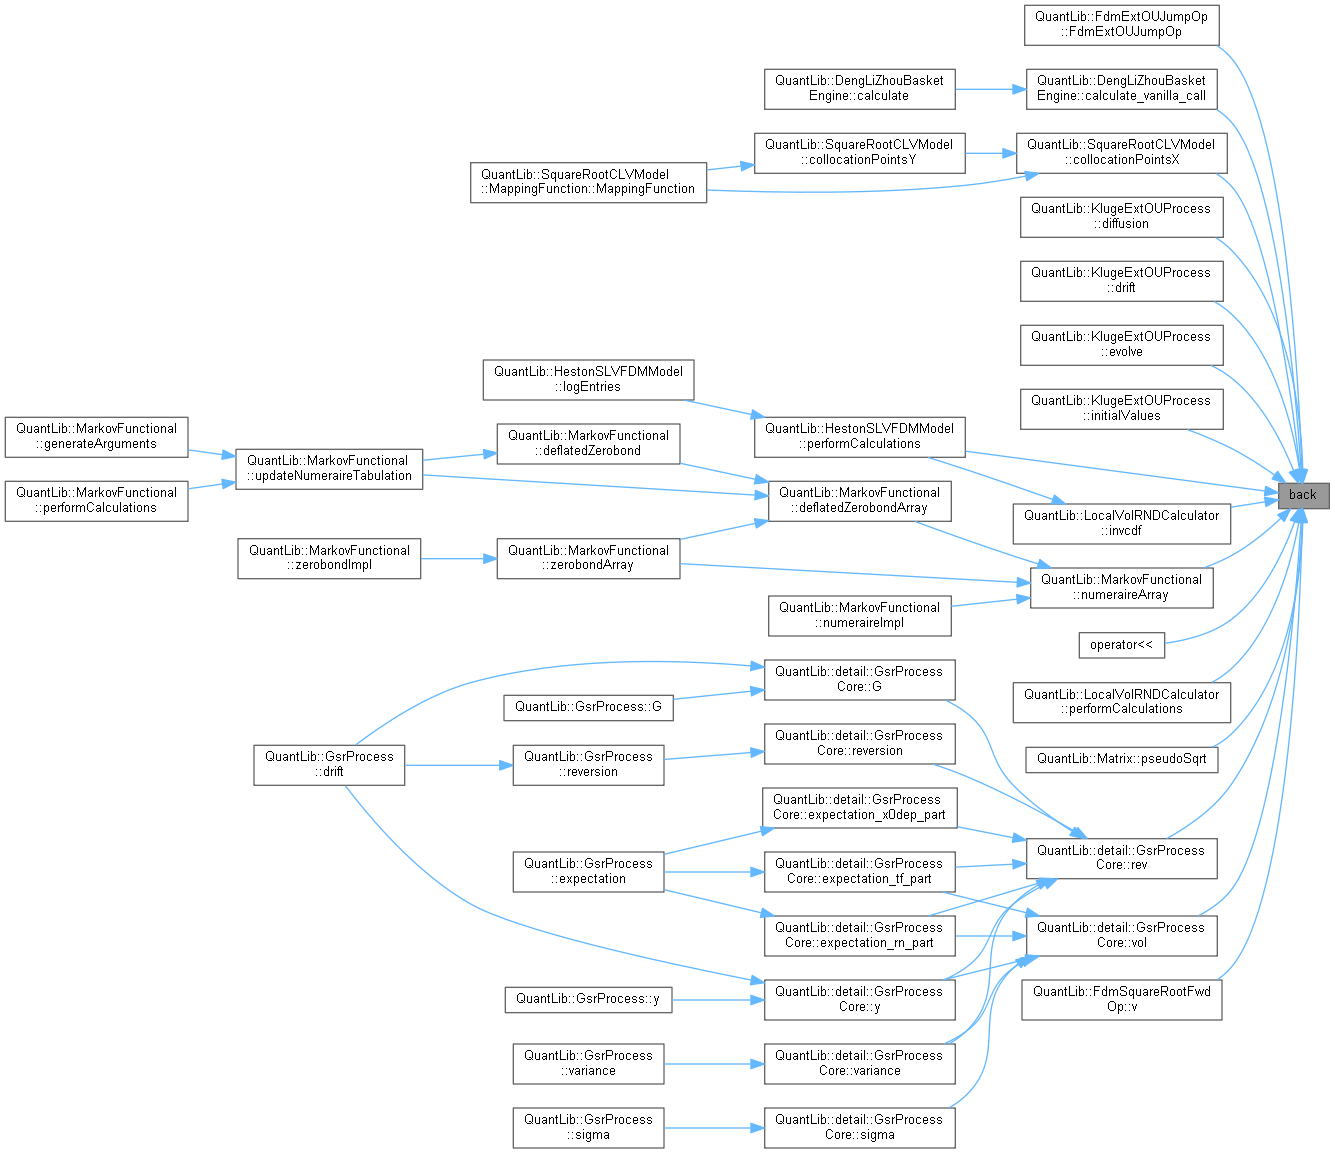 QuantLib::FdmExtOUJumpOp
::FdmExtOUJumpOp
QuantLib::DengLiZhouBasket
Engine::calculate
QuantLib::DengLiZhouBasket
Engine::calculate_vanilla_call
QuantLib::SquareRootCLVModel
::MappingFunction::MappingFunction
QuantLib::SquareRootCLVModel
::collocationPointsY
QuantLib::SquareRootCLVModel
::collocationPointsX
QuantLib::KlugeExtOUProcess
::diffusion
QuantLib::KlugeExtOUProcess
::drift
QuantLib::KlugeExtOUProcess
::evolve
QuantLib::KlugeExtOUProcess
::initialValues
back
QuantLib::HestonSLVFDMModel
::logEntries
QuantLib::HestonSLVFDMModel
::performCalculations
QuantLib::MarkovFunctional
::generateArguments
QuantLib::MarkovFunctional
::performCalculations
QuantLib::MarkovFunctional
::updateNumeraireTabulation
QuantLib::MarkovFunctional
::deflatedZerobond
QuantLib::MarkovFunctional
::deflatedZerobondArray
QuantLib::LocalVolRNDCalculator
::invcdf
QuantLib::MarkovFunctional
::zerobondImpl
QuantLib::MarkovFunctional
::zerobondArray
QuantLib::MarkovFunctional
::numeraireImpl
QuantLib::MarkovFunctional
::numeraireArray
operator<<
QuantLib::LocalVolRNDCalculator
::performCalculations
QuantLib::Matrix::pseudoSqrt
QuantLib::detail::GsrProcess
Core::G
QuantLib::GsrProcess::G
QuantLib::GsrProcess
::drift
QuantLib::GsrProcess
::reversion
QuantLib::detail::GsrProcess
Core::reversion
QuantLib::detail::GsrProcess
Core::expectation_x0dep_part
QuantLib::GsrProcess
::expectation
QuantLib::detail::GsrProcess
Core::expectation_tf_part
QuantLib::detail::GsrProcess
Core::expectation_rn_part
QuantLib::detail::GsrProcess
Core::rev
QuantLib::detail::GsrProcess
Core::vol
QuantLib::FdmSquareRootFwd
Op::v
QuantLib::GsrProcess::y
QuantLib::detail::GsrProcess
Core::y
QuantLib::GsrProcess
::variance
QuantLib::detail::GsrProcess
Core::variance
QuantLib::GsrProcess
::sigma
QuantLib::detail::GsrProcess
Core::sigma